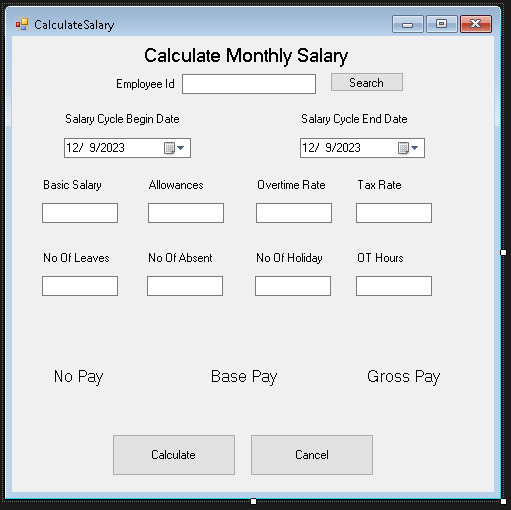 CalculateSalary
Calculate Monthly Salary
Employee Id Search
Salary Cycle Begin Date Salary Cycle End Date
12/ 9/2023 12/ 9/2023
Basic Salary Allowances Overtime Rate Tax Rate
No Of Leaves No Of Absent No Of Holiday OT Hours
No Pay Base Pay Gross Pay
Calculate Cancel